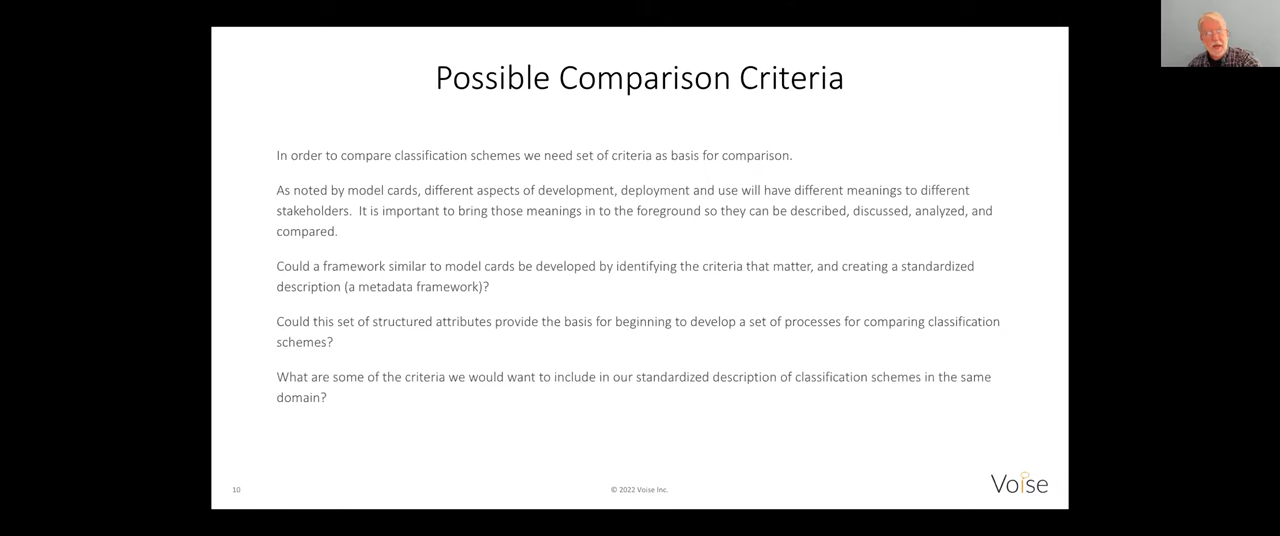 Possible Comparison Criteria
In order to compare classification schemes we need set of criteria as basis for comparison.
As noted by model cards, different aspects of development, deployment and use will have different meanings to different
stakeholders.  It is important to bring those meanings in to the foreground so they can be described, discussed, analyzed, and
compared.
Could a framework similar to model cards be developed by identifying the criteria that matter, and creating a standardized
description (a metadata framework)?
Could this set of structured attributes provide the basis for beginning to develop a set of processes for comparing classification
schemes?
What are some of the criteria we would want to include in our standardized description of classification schemes in the same
domain?
10
© 2022 Voise Inc.
Voise